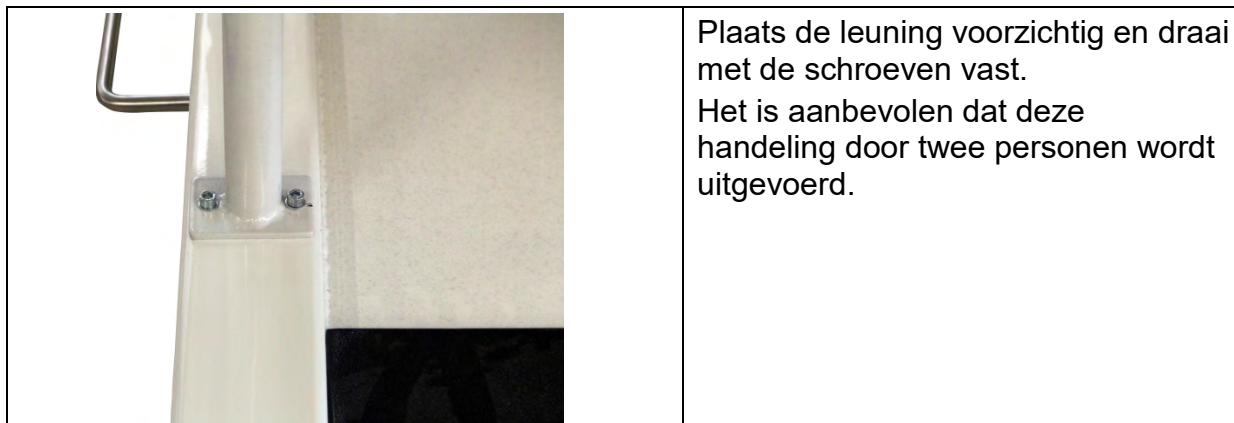 Plaats de leuning voorzichtig en draai
met de schroeven vast.
Het is aanbevolen dat deze
handeling door twee personen wordt
uitgevoerd.